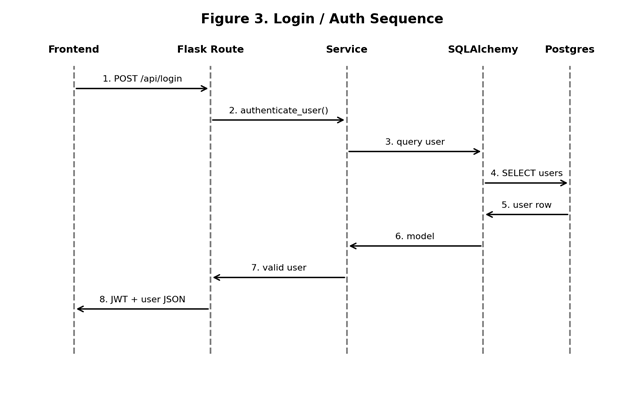 Figure 3. Login / Auth Sequence
Frontend Flask Route Service SQLAlchemy Postgres
1. POST /api/login
2. authenticate_user()
3. query user
4. SELECT users
5. user row
6. model
7. valid user
8. JWT + user JSON